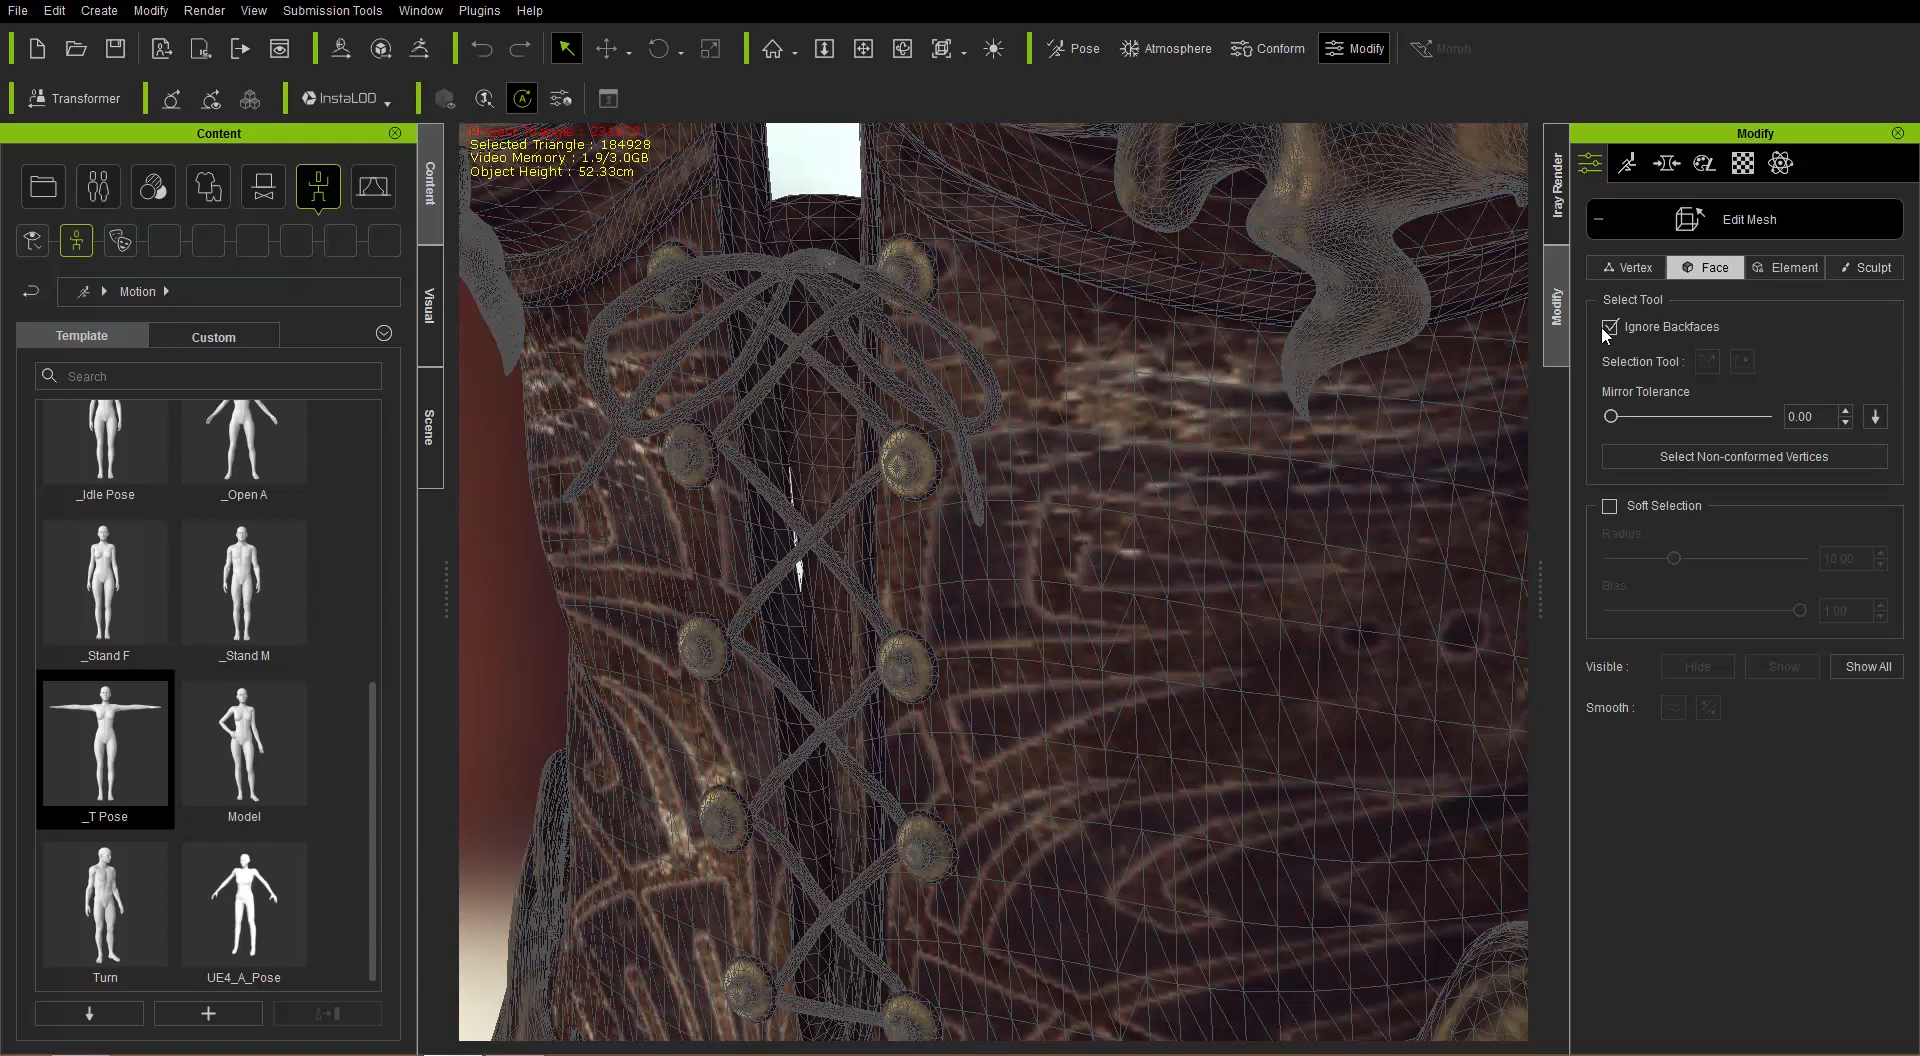 File Edit Create Modify Render View Submission Tools Window Plugins Help
Pose Atmosphere Conform Modify Morph
Transformer InstaLOD
Content
Motion
Template Custom
Search
_Idle Pose _Open A
_Stand F _Stand M
_T Pose Model
Turn UE4_A_Pose
Content
Visual
Scene
Selected Triangle : 184928
Video Memory : 1.9/3.0GB
Object Height : 52.33cm
Iray Render
Modify
Modify
Edit Mesh
Vertex Face Element Sculpt
Select Tool
Ignore Backfaces
Selection Tool :
Mirror Tolerance
0.00
Select Non-conformed Vertices
Soft Selection
Radius
10.00
Bias
1.00
Visible : Hide Show Show All
Smooth :